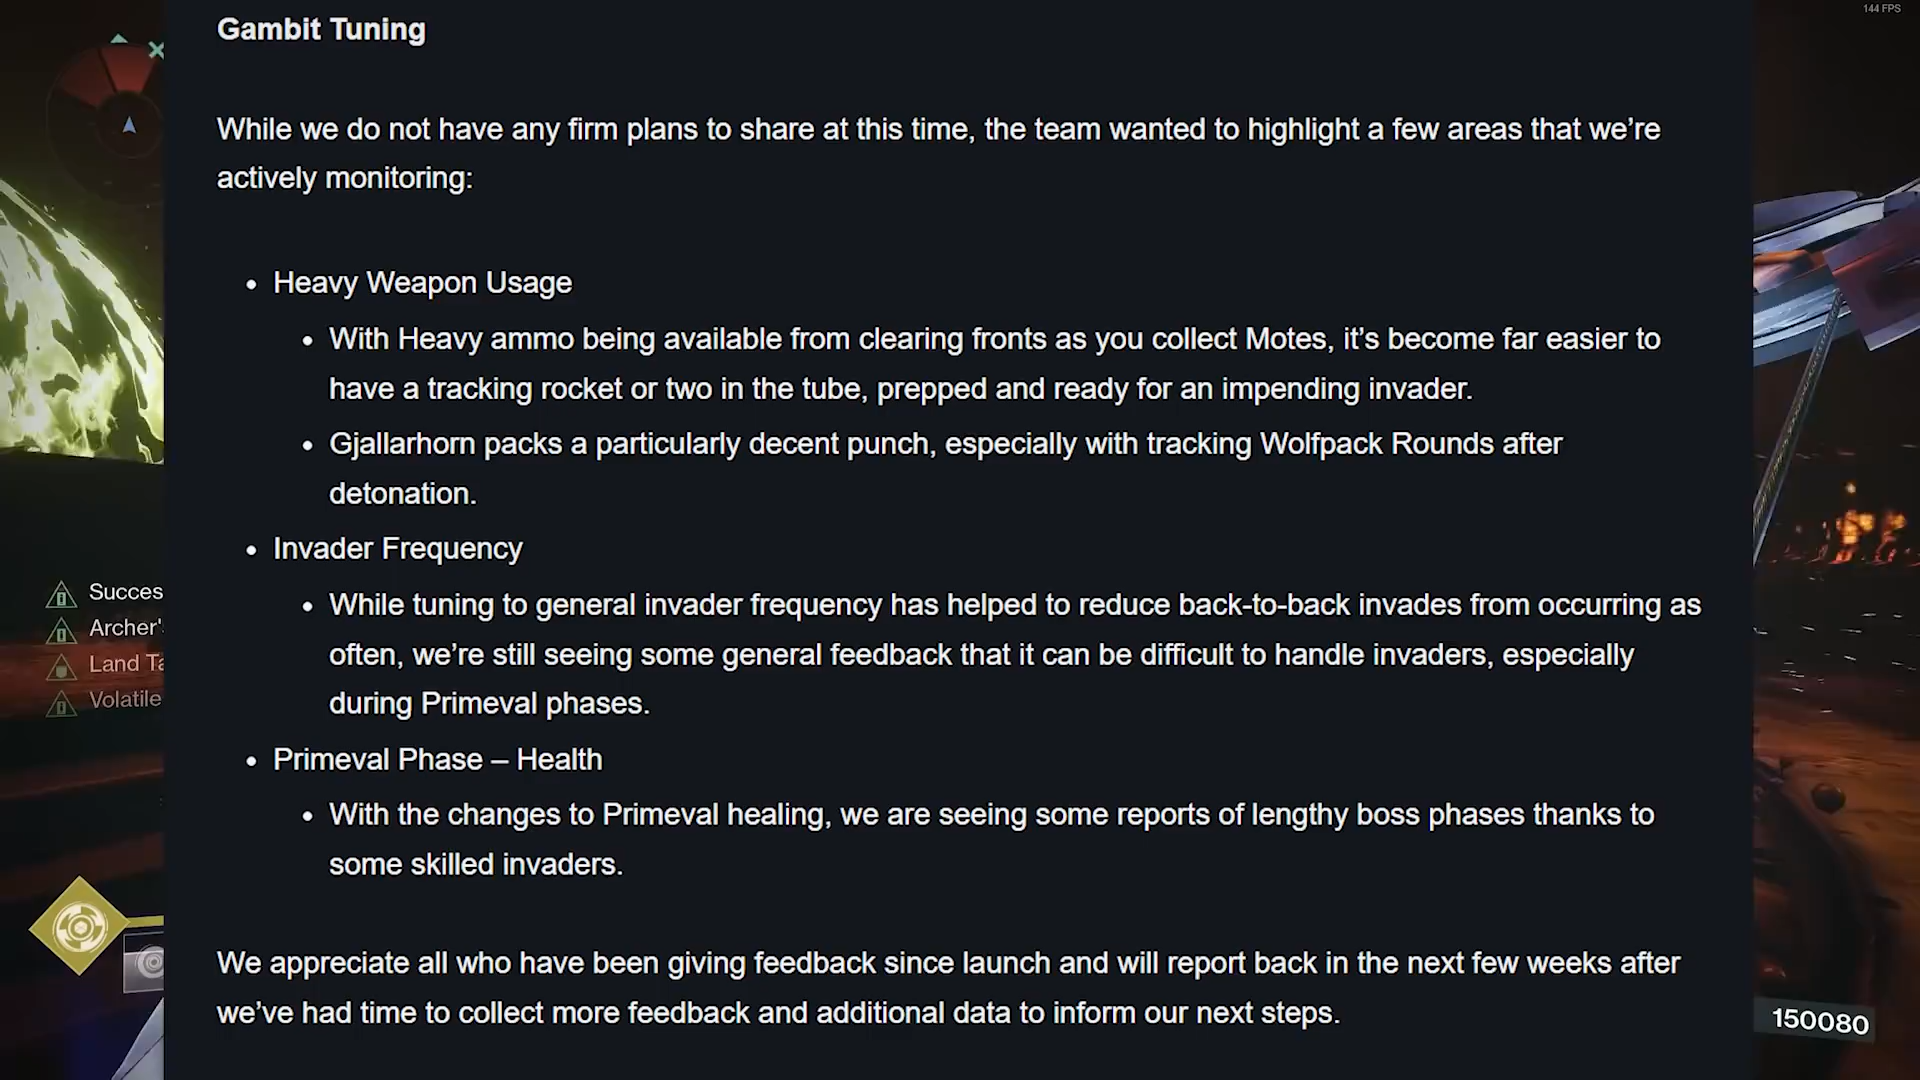 144 FPS
Gambit Tuning
While we do not have any firm plans to share at this time, the team wanted to highlight a few areas that we’re
actively monitoring:
• Heavy Weapon Usage
• With Heavy ammo being available from clearing fronts as you collect Motes, it’s become far easier to
have a tracking rocket or two in the tube, prepped and ready for an impending invader.
• Gjallarhorn packs a particularly decent punch, especially with tracking Wolfpack Rounds after
detonation.
• Invader Frequency
• While tuning to general invader frequency has helped to reduce back-to-back invades from occurring as
often, we’re still seeing some general feedback that it can be difficult to handle invaders, especially
during Primeval phases.
• Primeval Phase – Health
• With the changes to Primeval healing, we are seeing some reports of lengthy boss phases thanks to
some skilled invaders.
We appreciate all who have been giving feedback since launch and will report back in the next few weeks after
we’ve had time to collect more feedback and additional data to inform our next steps.
Succes
Archer'
Land Ta
Volatile
150080